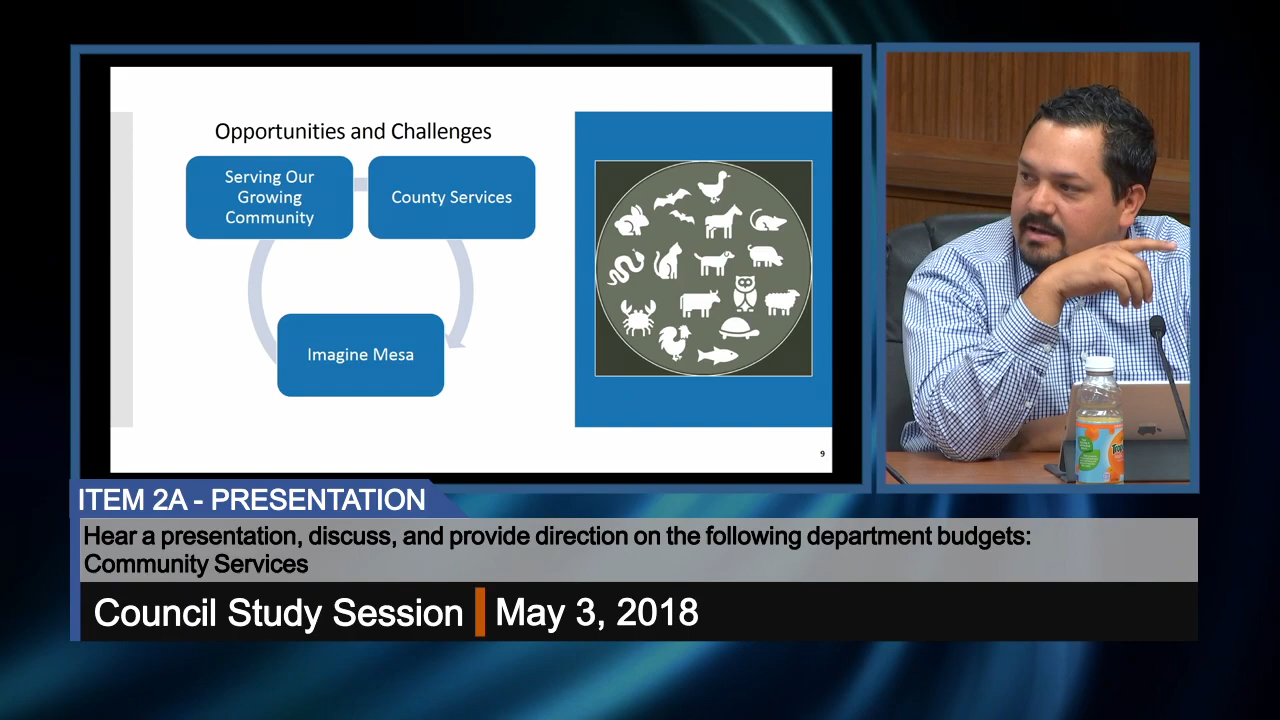 Opportunities and Challenges
Serving Our
Growing
Community
County Services
Imagine Mesa
9
ITEM 2A - PRESENTATION
Hear a presentation, discuss, and provide direction on the following department budgets:
Community Services
Council Study Session
May 3, 2018